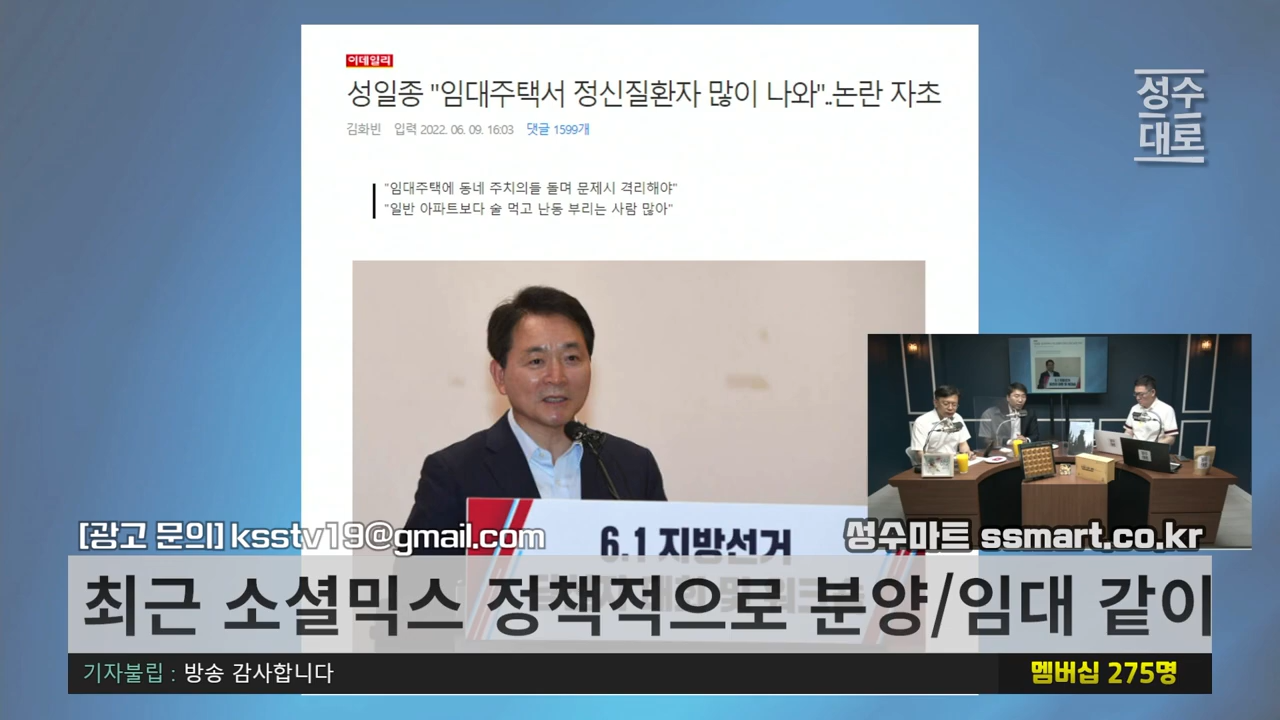 이데일리
성일종 "임대주택서 정신질환자 많이 나와"..논란 자초
김화빈 입력 2022. 06. 09. 16:03 댓글 1599개
"임대주택에 동네 주치의들 돌며 문제시 격리해야"
"일반 아파트보다 술 먹고 난동 부리는 사람 많아"
성수
대로
6.1 지방선거
[광고 문의] ksstv19@gmail.com
성수마트 ssmart.co.kr
최근 소셜믹스 정책적으로 분양/임대 같이
기자불립 : 방송 감사합니다
멤버십 275명